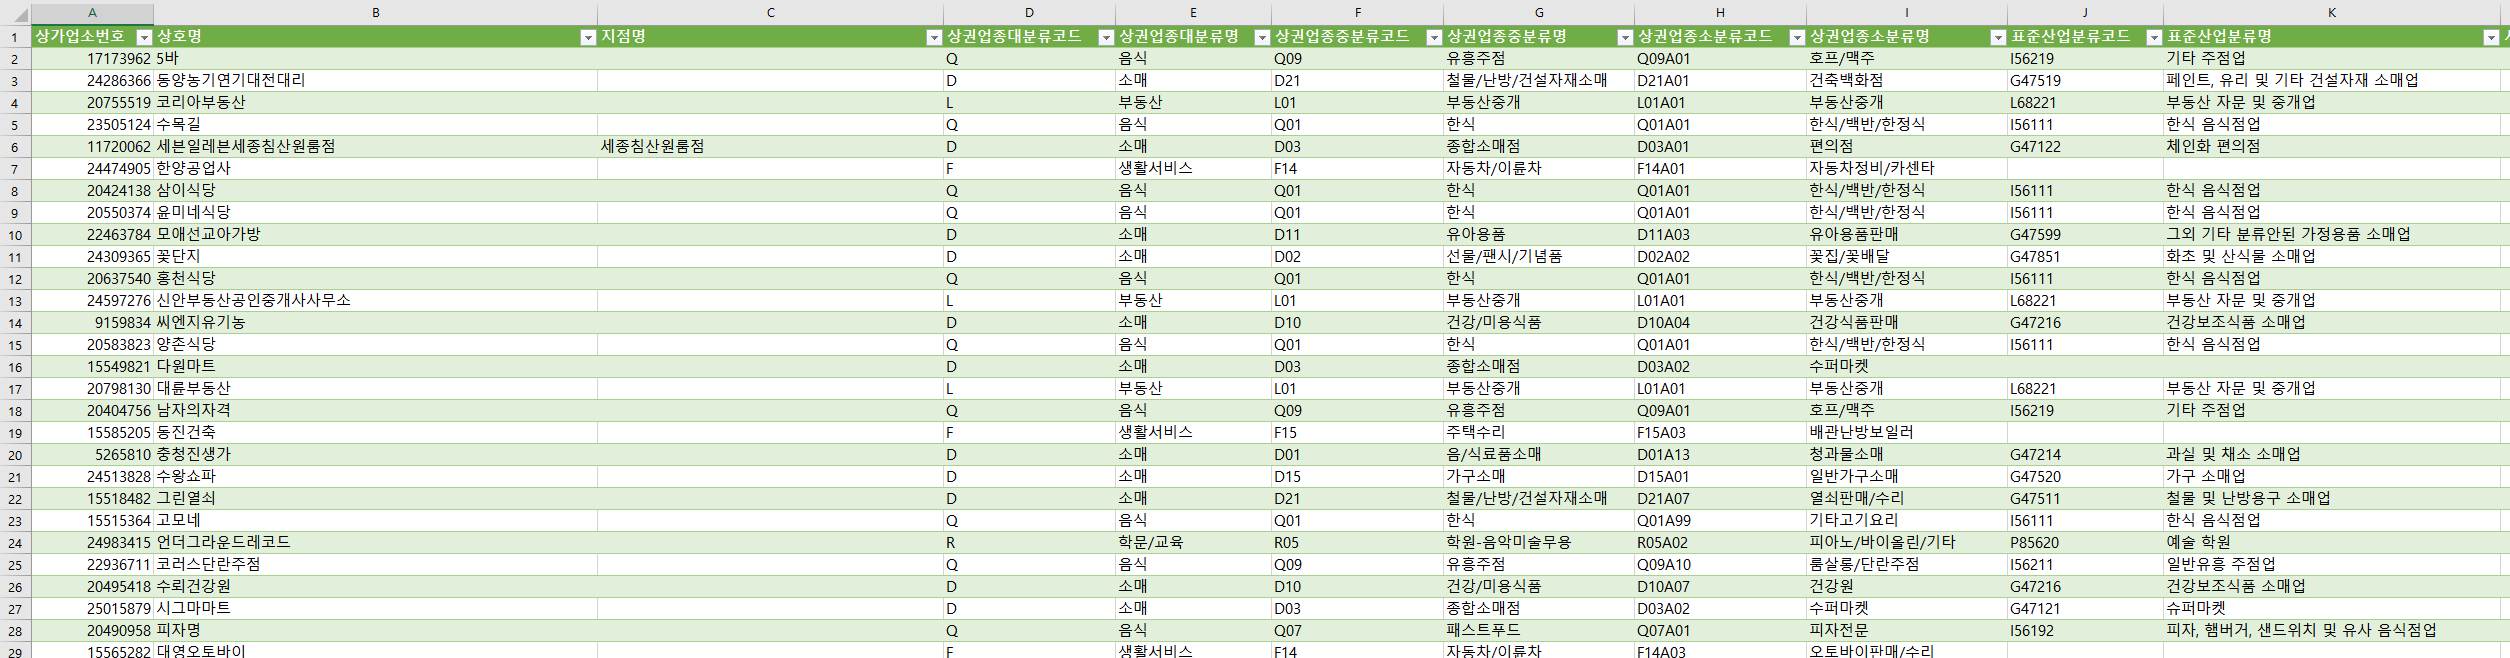 A B C D E F G H I J K
1 상가업소번호 상호명 지점명 상권업종대분류코드 상권업종대분류명 상권업종중분류코드 상권업종중분류명 상권업종소분류코드 상권업종소분류명 표준산업분류코드 표준산업분류명
2 17173962 5바 Q 음식 Q09 유흥주점 Q09A01 호프/맥주 I56219 기타 주점업
3 24286366 동양농기연기대전대리 D 소매 D21 철물/난방/건설자재소매 D21A01 건축백화점 G47519 페인트, 유리 및 기타 건설자재 소매업
4 20755519 코리아부동산 L 부동산 L01 부동산중개 L01A01 부동산중개 L68221 부동산 자문 및 중개업
5 23505124 수목길 Q 음식 Q01 한식 Q01A01 한식/백반/한정식 I56111 한식 음식점업
6 11720062 세븐일레븐세종침산원룸점 세종침산원룸점 D 소매 D03 종합소매점 D03A01 편의점 G47122 체인화 편의점
7 24474905 한양공업사 F 생활서비스 F14 자동차/이륜차 F14A01 자동차정비/카센타
8 20424138 삼이식당 Q 음식 Q01 한식 Q01A01 한식/백반/한정식 I56111 한식 음식점업
9 20550374 윤미네식당 Q 음식 Q01 한식 Q01A01 한식/백반/한정식 I56111 한식 음식점업
10 22463784 모애선교아가방 D 소매 D11 유아용품 D11A03 유아용품판매 G47599 그외 기타 분류안된 가정용품 소매업
11 24309365 꽃단지 D 소매 D02 선물/팬시/기념품 D02A02 꽃집/꽃배달 G47851 화초 및 산식물 소매업
12 20637540 홍천식당 Q 음식 Q01 한식 Q01A01 한식/백반/한정식 I56111 한식 음식점업
13 24597276 신안부동산공인중개사사무소 L 부동산 L01 부동산중개 L01A01 부동산중개 L68221 부동산 자문 및 중개업
14 9159834 씨엔지유기농 D 소매 D10 건강/미용식품 D10A04 건강식품판매 G47216 건강보조식품 소매업
15 20583823 양촌식당 Q 음식 Q01 한식 Q01A01 한식/백반/한정식 I56111 한식 음식점업
16 15549821 다원마트 D 소매 D03 종합소매점 D03A02 수퍼마켓
17 20798130 대륜부동산 L 부동산 L01 부동산중개 L01A01 부동산중개 L68221 부동산 자문 및 중개업
18 20404756 남자의자격 Q 음식 Q09 유흥주점 Q09A01 호프/맥주 I56219 기타 주점업
19 15585205 동진건축 F 생활서비스 F15 주택수리 F15A03 배관난방보일러
20 5265810 충청진생가 D 소매 D01 음/식료품소매 D01A13 청과물소매 G47214 과실 및 채소 소매업
21 24513828 수왕쇼파 D 소매 D15 가구소매 D15A01 일반가구소매 G47520 가구 소매업
22 15518482 그린열쇠 D 소매 D21 철물/난방/건설자재소매 D21A07 열쇠판매/수리 G47511 철물 및 난방용구 소매업
23 15515364 고모네 Q 음식 Q01 한식 Q01A99 기타고기요리 I56111 한식 음식점업
24 24983415 언더그라운드레코드 R 학문/교육 R05 학원-음악미술무용 R05A02 피아노/바이올린/기타 P85620 예술 학원
25 22936711 코러스단란주점 Q 음식 Q09 유흥주점 Q09A10 룸살롱/단란주점 I56211 일반유흥 주점업
26 20495418 수뢰건강원 D 소매 D10 건강/미용식품 D10A07 건강원 G47216 건강보조식품 소매업
27 25015879 시그마마트 D 소매 D03 종합소매점 D03A02 수퍼마켓 G47121 슈퍼마켓
28 20490958 피자명 Q 음식 Q07 패스트푸드 Q07A01 피자전문 I56192 피자, 햄버거, 샌드위치 및 유사 음식점업
29 15565282 대영오토바이 F 생활서비스 F14 자동차/이륜차 F14A03 오토바이판매/수리